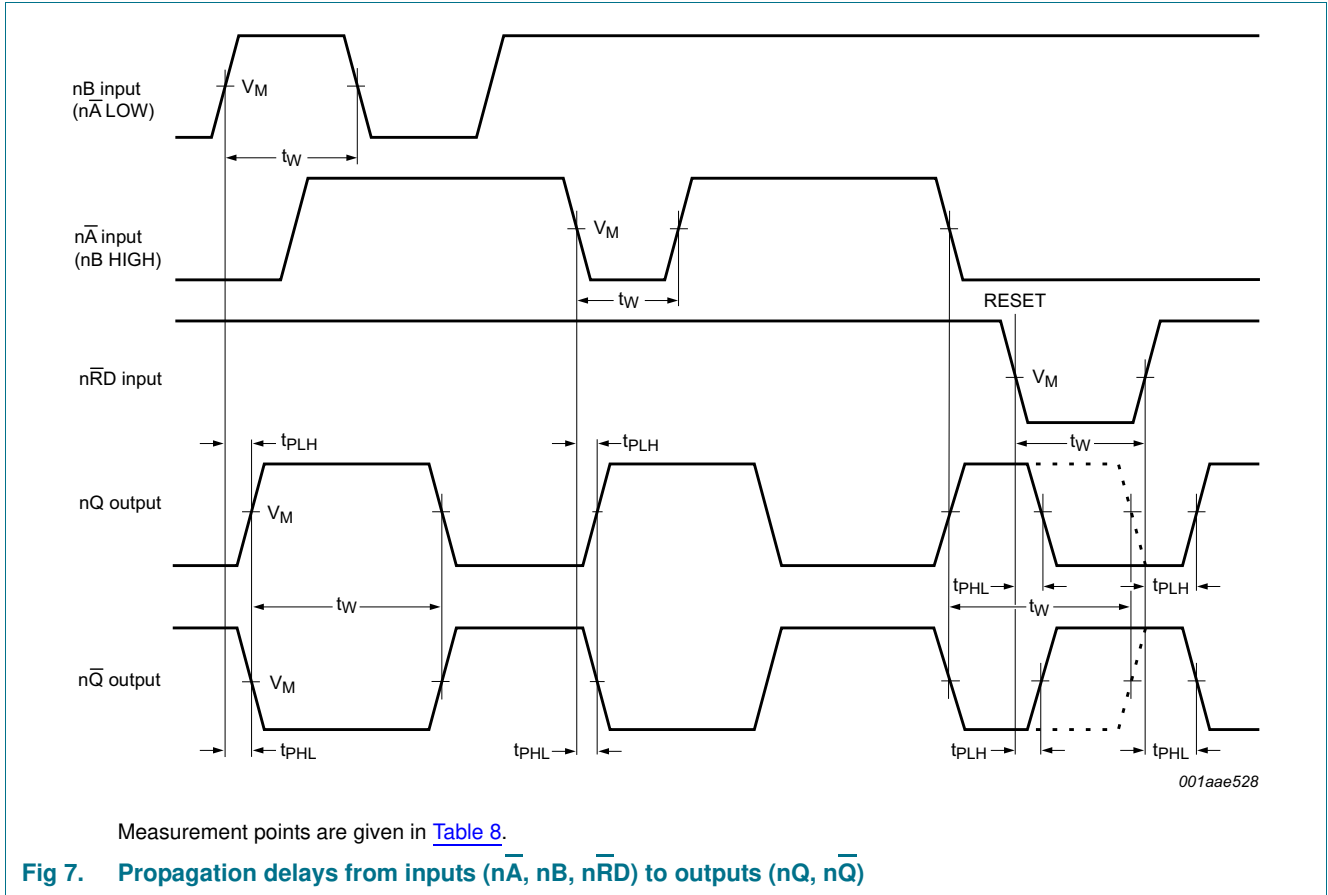 nB input
(nA̅ LOW)
VM
tW
nA̅ input
(nB HIGH)
VM
tW
RESET
nR̅D input
VM
tW
tPLH
tPLH
nQ output
VM
tPHL
tPLH
tW
tW
nQ̅ output
VM
tPHL
tPHL
tPLH
tPHL
001aae528
Measurement points are given in Table 8.
Fig 7. Propagation delays from inputs (nA̅, nB, nR̅D) to outputs (nQ, nQ̅)